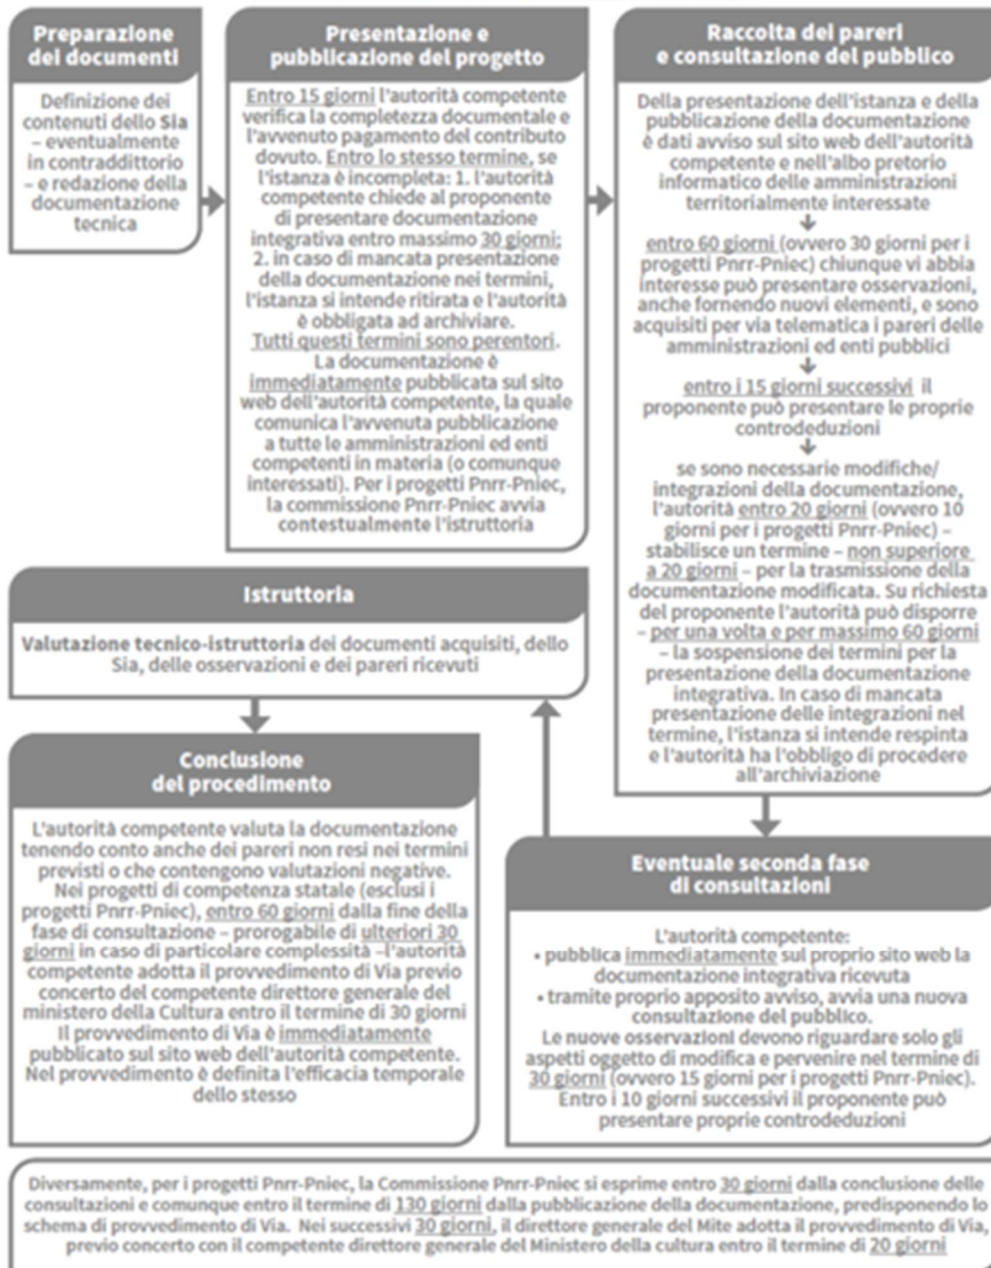 Preparazione
dei documenti
Definizione dei
contenuti dello Sia
– eventualmente
in contraddittorio
– e redazione della
documentazione
tecnica
Presentazione e
pubblicazione del progetto
Entro 15 giorni l'autorità competente
verifica la completezza documentale e
l'avvenuto pagamento del contributo
dovuto. Entro lo stesso termine, se
l'istanza è incompleta: 1. l'autorità
competente chiede al proponente
di presentare documentazione
integrativa entro massimo 30 giorni;
2. in caso di mancata presentazione
della documentazione nei termini,
l'istanza si intende ritirata e l'autorità
è obbligata ad archiviare.
Tutti questi termini sono perentori.
La documentazione è
immediatamente pubblicata sul sito
web dell'autorità competente, la quale
comunica l'avvenuta pubblicazione
a tutte le amministrazioni ed enti
competenti in materia (o comunque
interessati). Per i progetti Pnrr-Pniec,
la commissione Pnrr-Pniec avvia
contestualmente l'istruttoria
Raccolta dei pareri
e consultazione del pubblico
Della presentazione dell'istanza e della
pubblicazione della documentazione
è dati avviso sul sito web dell'autorità
competente e nell'albo pretorio
informatico delle amministrazioni
territorialmente interessate
entro 60 giorni (ovvero 30 giorni per i
progetti Pnrr-Pniec) chiunque vi abbia
interesse può presentare osservazioni,
anche fornendo nuovi elementi, e sono
acquisiti per via telematica i pareri delle
amministrazioni ed enti pubblici
entro i 15 giorni successivi il
proponente può presentare le proprie
controdeduzioni
se sono necessarie modifiche/
integrazioni della documentazione,
l'autorità entro 20 giorni (ovvero 10
giorni per i progetti Pnrr-Pniec) –
stabilisce un termine – non superiore
a 20 giorni – per la trasmissione della
documentazione modificata. Su richiesta
del proponente l'autorità può disporre
– per una volta e per massimo 60 giorni
– la sospensione dei termini per la
presentazione della documentazione
integrativa. In caso di mancata
presentazione delle integrazioni nel
termine, l'istanza si intende respinta
e l'autorità ha l'obbligo di procedere
all'archiviazione
Eventuale seconda fase
di consultazioni
L'autorità competente:
• pubblica immediatamente sul proprio sito web la
documentazione integrativa ricevuta
• tramite proprio apposito avviso, avvia una nuova
consultazione del pubblico.
Le nuove osservazioni devono riguardare solo gli
aspetti oggetto di modifica e pervenire nel termine di
30 giorni (ovvero 15 giorni per i progetti Pnrr-Pniec).
Entro i 10 giorni successivi il proponente può
presentare proprie controdeduzioni
Istruttoria
Valutazione tecnico-istruttoria dei documenti acquisiti, dello
Sia, delle osservazioni e dei pareri ricevuti
Conclusione
del procedimento
L'autorità competente valuta la documentazione
tenendo conto anche dei pareri non resi nei termini
previsti o che contengono valutazioni negative.
Nei progetti di competenza statale (esclusi i
progetti Pnrr-Pniec), entro 60 giorni dalla fine della
fase di consultazione – prorogabile di ulteriori 30
giorni in caso di particolare complessità –l'autorità
competente adotta il provvedimento di Via previo
concerto del competente direttore generale del
ministero della Cultura entro il termine di 30 giorni
Il provvedimento di Via è immediatamente
pubblicato sul sito web dell'autorità competente.
Nel provvedimento è definita l'efficacia temporale
dello stesso
Diversamente, per i progetti Pnrr-Pniec, la Commissione Pnrr-Pniec si esprime entro 30 giorni dalla conclusione delle
consultazioni e comunque entro il termine di 130 giorni dalla pubblicazione della documentazione, predisponendo lo
schema di provvedimento di Via. Nei successivi 30 giorni, il direttore generale del Mite adotta il provvedimento di Via,
previo concerto con il competente direttore generale del Ministero della cultura entro il termine di 20 giorni